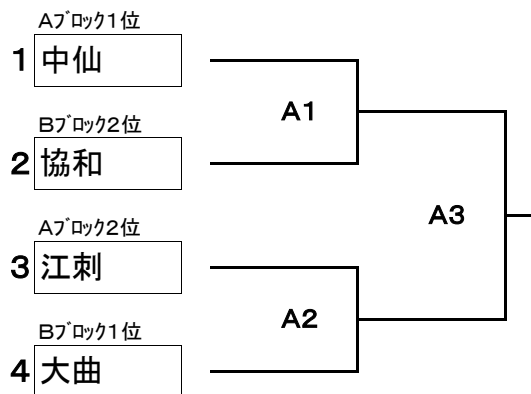 Aﾌﾞﾛｯｸ1位
1 中仙
A1
Bﾌﾞﾛｯｸ2位
2 協和
A3
Aﾌﾞﾛｯｸ2位
3 江刺
A2
Bﾌﾞﾛｯｸ1位
4 大曲